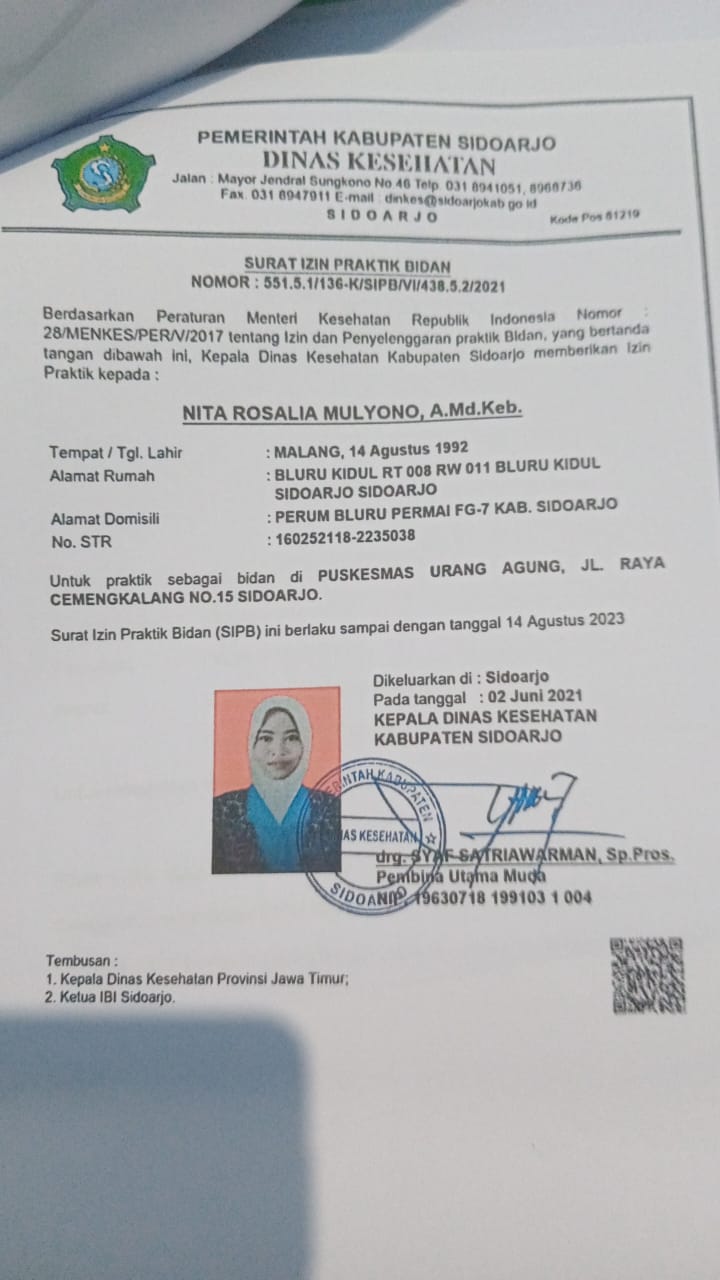 PEMERINTAH KABUPATEN SIDOARJO
DINAS KESEHATAN
Jalan : Mayor Jendral Sungkono No 46 Telp. 031 8941051, 8968736
Fax. 031 8947911 E-mail : dinkes@sidoarjokab.go.id
S I D O A R J O
Kode Pos 61219
SURAT IZIN PRAKTIK BIDAN
NOMOR : 551.5.1/136-K/SIPB/VI/438.5.2/2021
Berdasarkan Peraturan Menteri Kesehatan Republik Indonesia Nomor :
28/MENKES/PER/V/2017 tentang Izin dan Penyelenggaran praktik Bidan, yang bertanda
tangan dibawah ini, Kepala Dinas Kesehatan Kabupaten Sidoarjo memberikan Izin
Praktik kepada :
NITA ROSALIA MULYONO, A.Md.Keb.
Tempat / Tgl. Lahir : MALANG, 14 Agustus 1992
Alamat Rumah : BLURU KIDUL RT 008 RW 011 BLURU KIDUL
SIDOARJO SIDOARJO
Alamat Domisili : PERUM BLURU PERMAI FG-7 KAB. SIDOARJO
No. STR : 160252118-2235038
Untuk praktik sebagai bidan di PUSKESMAS URANG AGUNG, JL. RAYA
CEMENGKALANG NO.15 SIDOARJO.
Surat Izin Praktik Bidan (SIPB) ini berlaku sampai dengan tanggal 14 Agustus 2023
Dikeluarkan di : Sidoarjo
Pada tanggal : 02 Juni 2021
KEPALA DINAS KESEHATAN
KABUPATEN SIDOARJO
KABUPATEN
AS KESEHATAN
drg. SYAF SATRIAWARMAN, Sp.Pros.
Pembina Utama Muda
NIP. 19630718 199103 1 004
Tembusan :
1. Kepala Dinas Kesehatan Provinsi Jawa Timur;
2. Ketua IBI Sidoarjo.